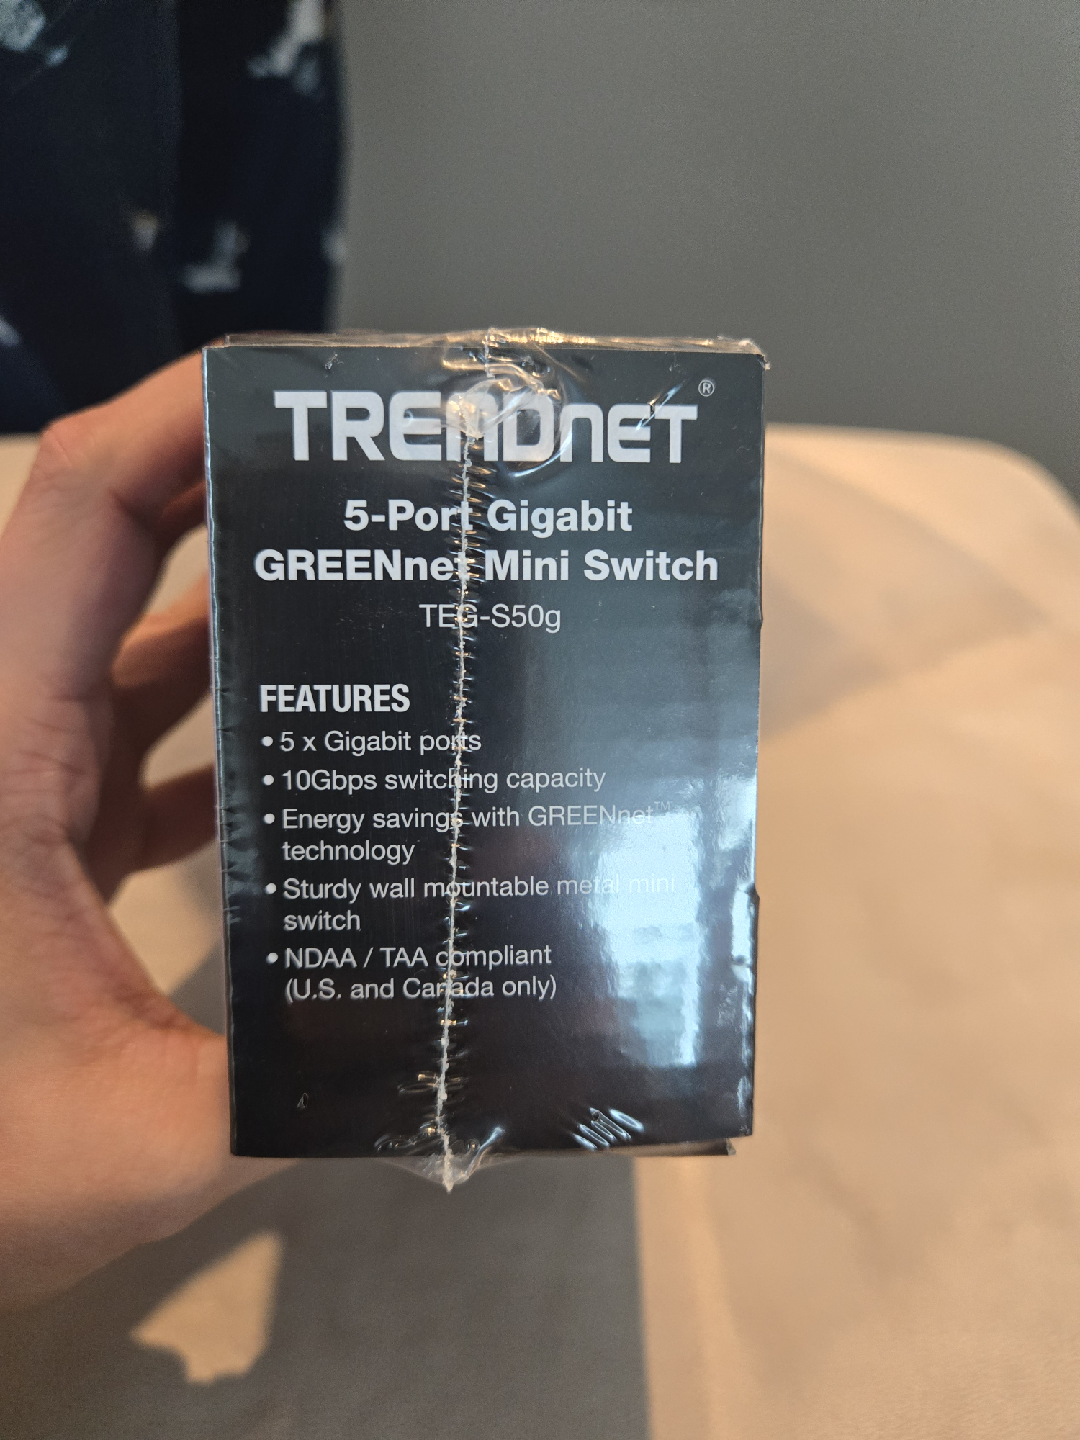 TRENDNET®
5-Port Gigabit
GREENnet Mini Switch
TEG-S50g
FEATURES
• 5 x Gigabit ports
• 10Gbps switching capacity
• Energy savings with GREENnet™
technology
• Sturdy wall mountable metal mini
switch
• NDAA / TAA compliant
(U.S. and Canada only)